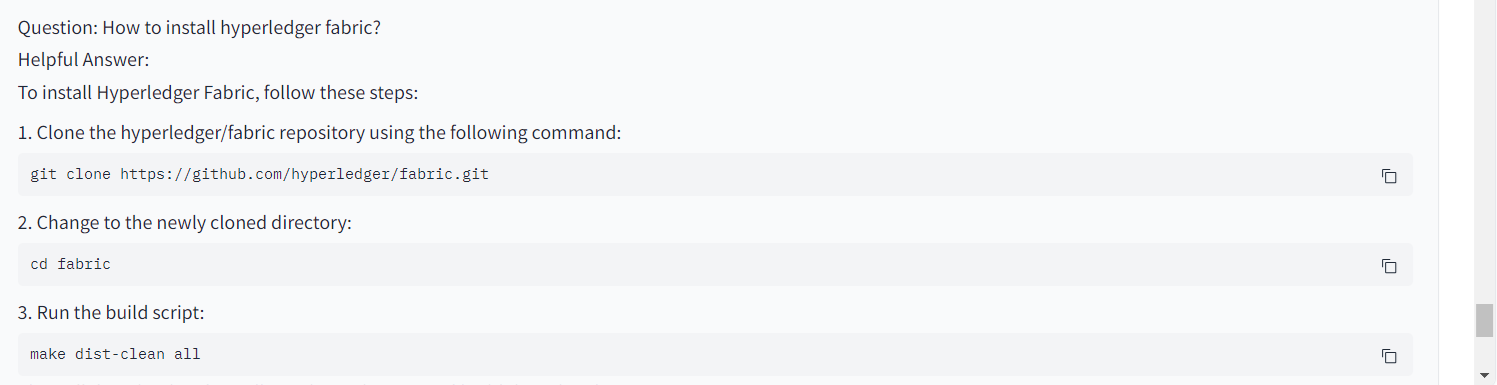 Question: How to install hyperledger fabric?
Helpful Answer:
To install Hyperledger Fabric, follow these steps:
1. Clone the hyperledger/fabric repository using the following command:
git clone https://github.com/hyperledger/fabric.git
2. Change to the newly cloned directory:
cd fabric
3. Run the build script:
make dist-clean all